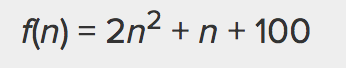 f(n) = 2n² + n + 100